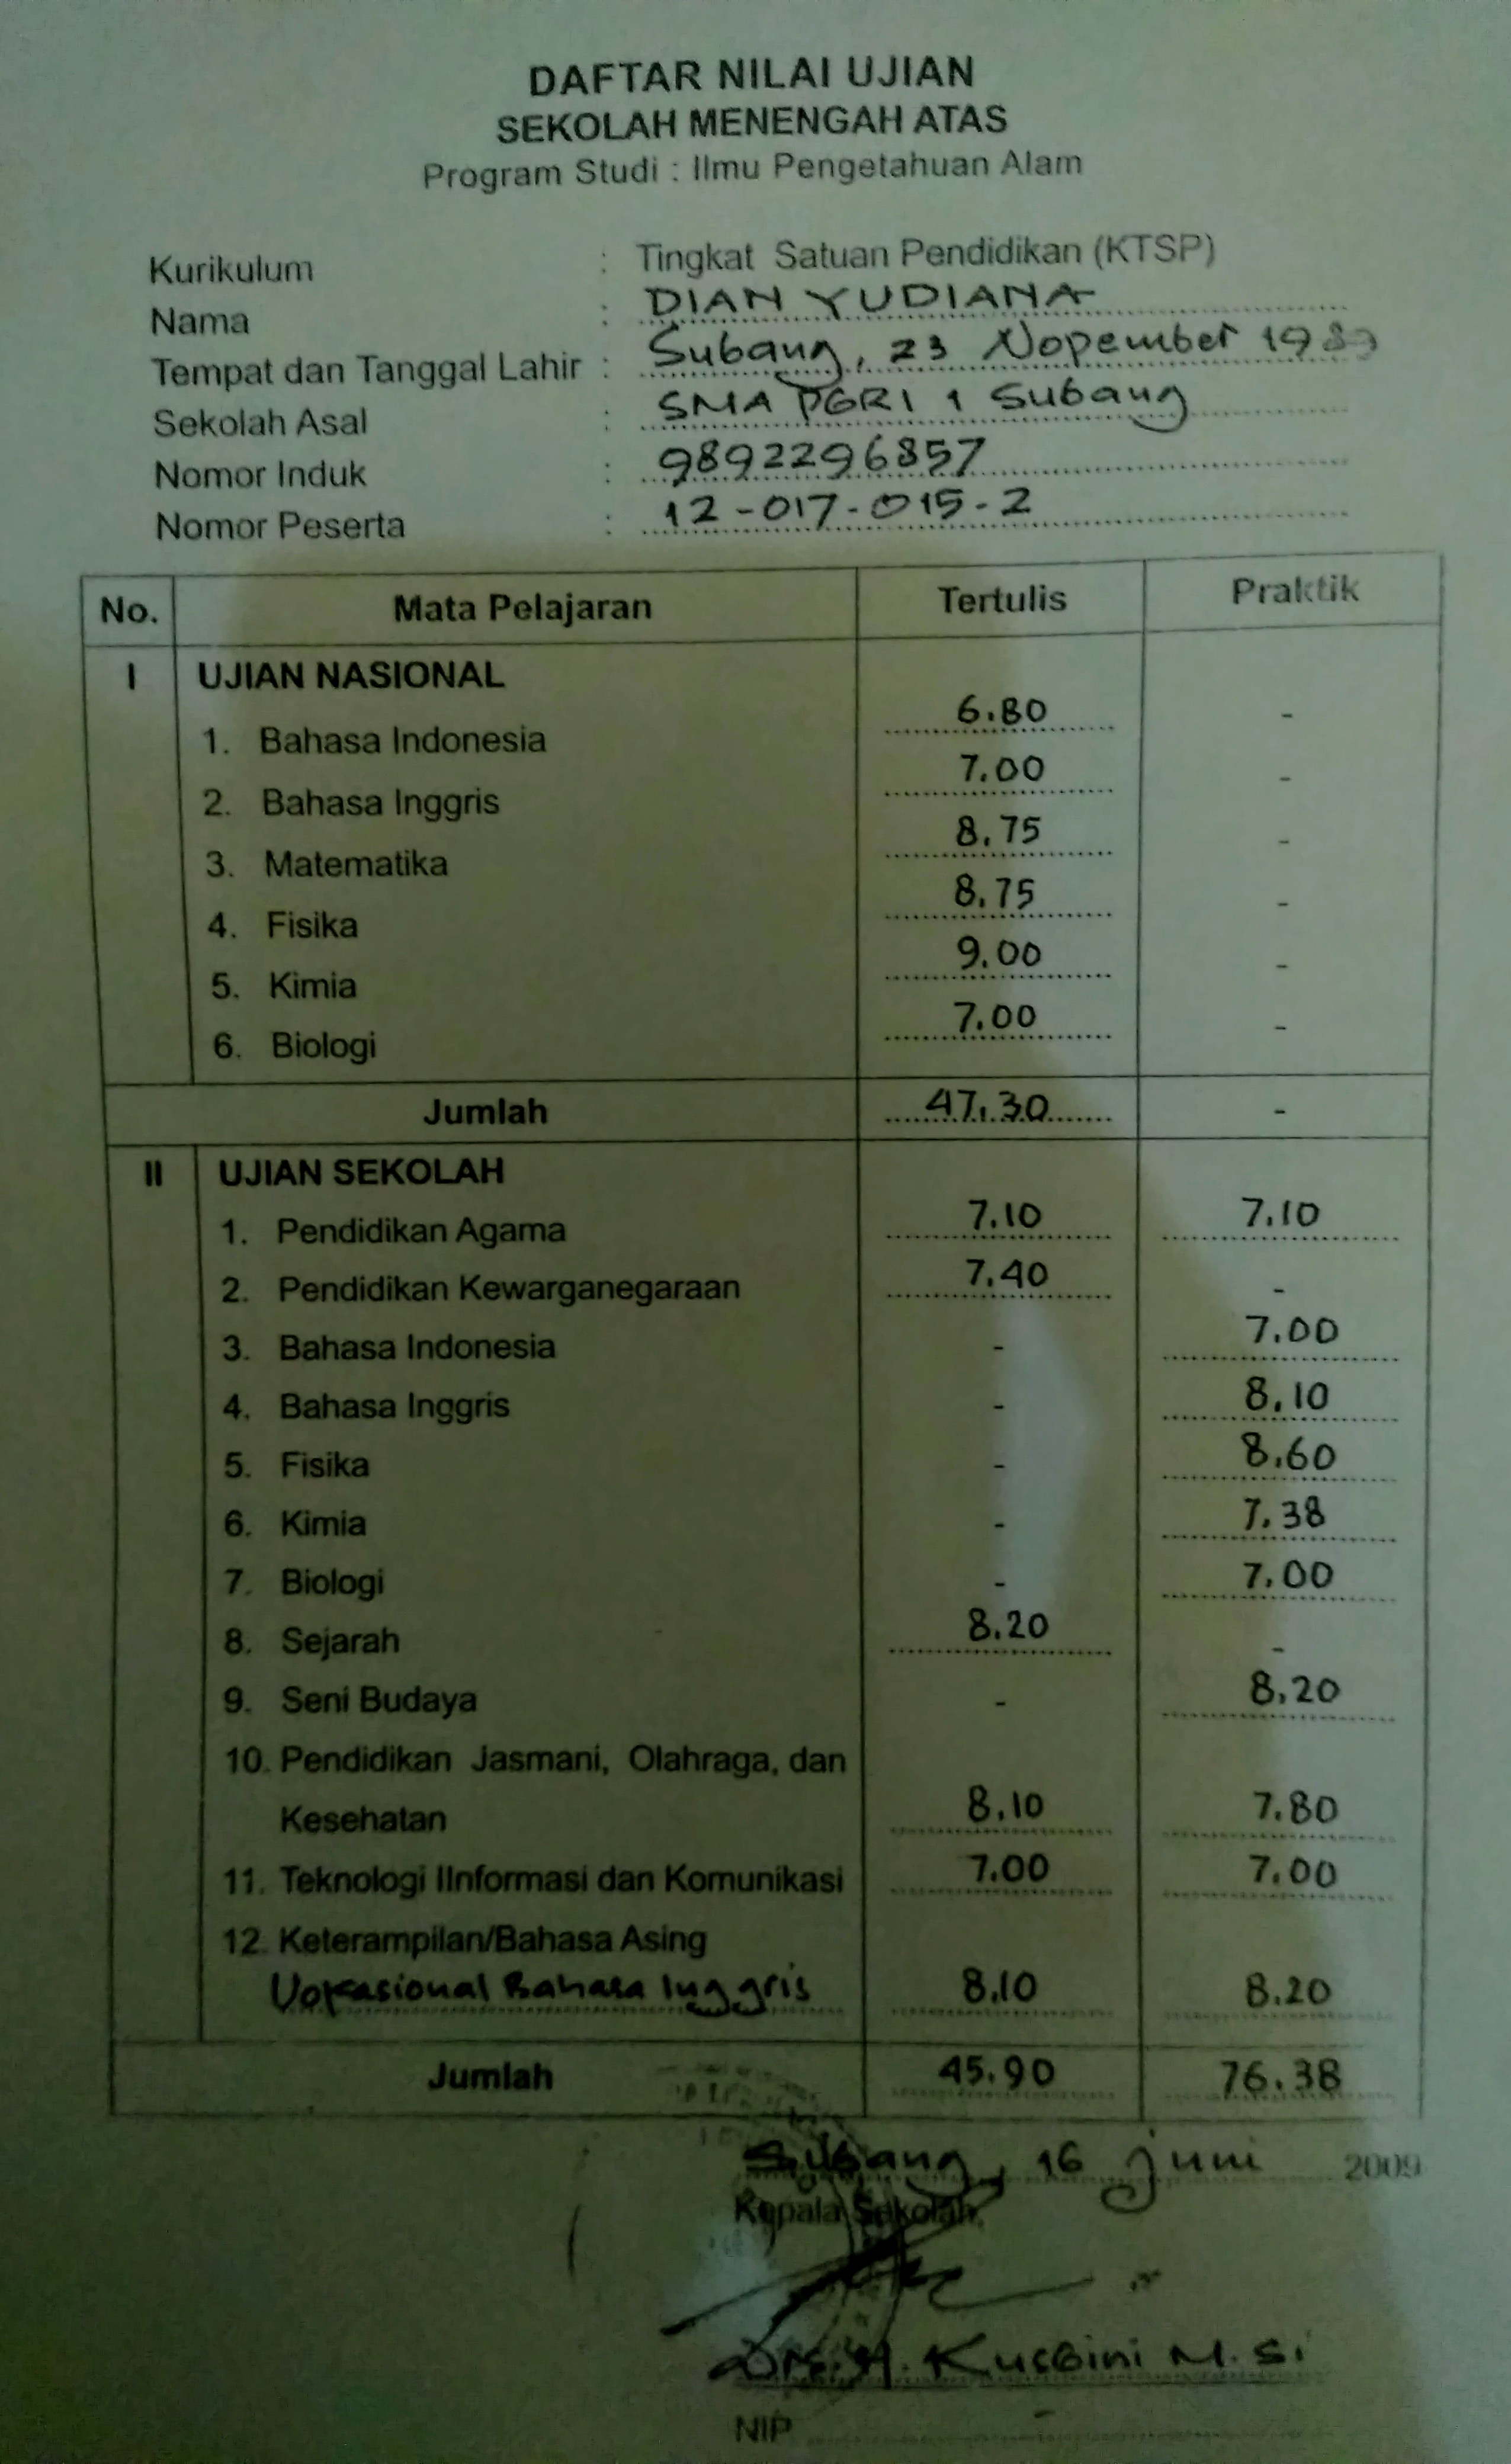 DAFTAR NILAI UJIAN
SEKOLAH MENENGAH ATAS
Program Studi : Ilmu Pengetahuan Alam
Kurikulum : Tingkat Satuan Pendidikan (KTSP)
Nama : DIAN YUDIANA
Tempat dan Tanggal Lahir : Subang, 23 Nopember
Sekolah Asal : SMA PGRI 1 Subang
Nomor Induk : 9892296857
Nomor Peserta : 12-017-015-2
No. Mata Pelajaran Tertulis Praktik
I UJIAN NASIONAL
1. Bahasa Indonesia 6.80 -
2. Bahasa Inggris 7.00 -
3. Matematika 8.75 -
4. Fisika 8.75 -
5. Kimia 9.00 -
6. Biologi 7.00 -
Jumlah 47.30 -
II UJIAN SEKOLAH
1. Pendidikan Agama 7.10 7.10
2. Pendidikan Kewarganegaraan 7.40 -
3. Bahasa Indonesia - 7.00
4. Bahasa Inggris - 8.10
5. Fisika - 8.60
6. Kimia - 7.38
7. Biologi - 7.00
8. Sejarah 8.20 -
9. Seni Budaya - 8.20
10. Pendidikan Jasmani, Olahraga, dan
Kesehatan 8.10 7.80
11. Teknologi IInformasi dan Komunikasi 7.00 7.00
12. Keterampilan/Bahasa Asing
Vokasional Bahasa Inggris 8.10 8.20
Jumlah 45.90 76.38
Subang, 16 Juni 2009
Kepala Sekolah,
Drs. H. Kusbini M.Si
NIP -